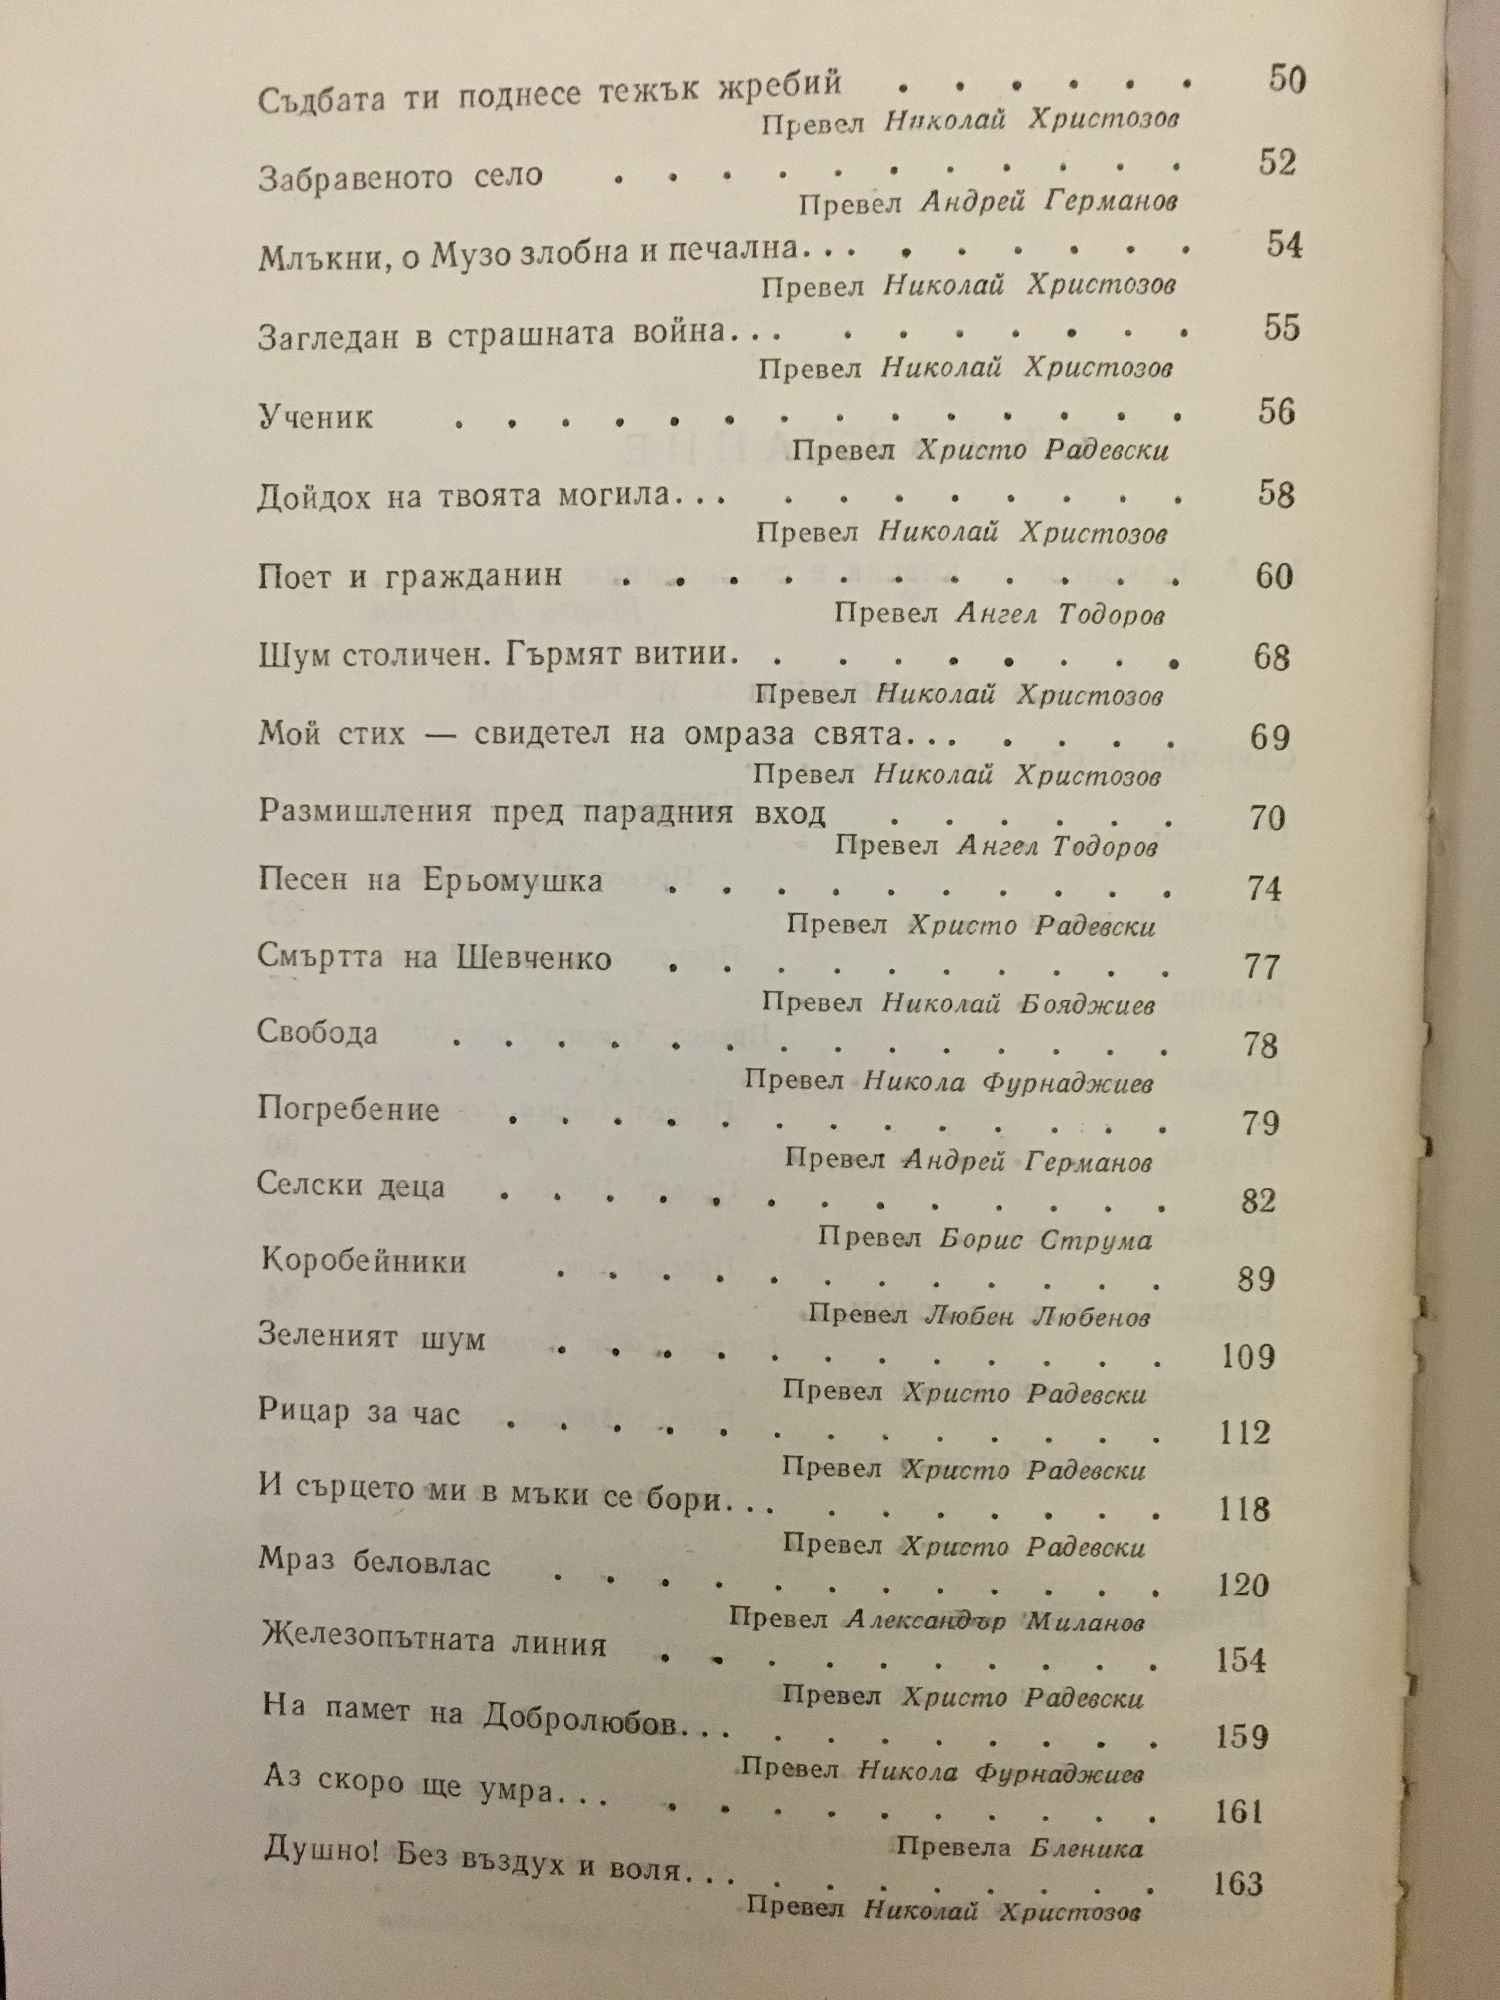 Съдбата ти поднесе тежък жребий . . . . . . 50
Превел Николай Христозов
Забравеното село . . . . . . . . . . . 52
Превел Андрей Германов
Млъкни, о Музо злобна и печална. . . . . . . . . 54
Превел Николай Христозов
Загледан в страшната война. . . . . . . . . . 55
Превел Николай Христозов
Ученик . . . . . . . . . . . . . . 56
Превел Христо Радевски
Дойдох на твоята могила. . . . . . . . . . . 58
Превел Николай Христозов
Поет и гражданин . . . . . . . . . . . 60
Превел Ангел Тодоров
Шум столичен. Гърмят витии. . . . . . . . . 68
Превел Николай Христозов
Мой стих — свидетел на омраза свята. . . . . . . 69
Превел Николай Христозов
Размишления пред парадния вход . . . . . . 70
Превел Ангел Тодоров
Песен на Ерьомушка . . . . . . . . . . 74
Превел Христо Радевски
Смъртта на Шевченко . . . . . . . . . . 77
Превел Николай Бояджиев
Свобода . . . . . . . . . . . . . . 78
Превел Никола Фурнаджиев
Погребение . . . . . . . . . . . . . 79
Превел Андрей Германов
Селски деца . . . . . . . . . . . . . 82
Превел Борис Струма
Коробейники . . . . . . . . . . . . 89
Превел Любен Любенов
Зеленият шум . . . . . . . . . . . . 109
Превел Христо Радевски
Рицар за час . . . . . . . . . . . . . 112
Превел Христо Радевски
И сърцето ми в мъки се бори. . . . . . . . . . 118
Превел Христо Радевски
Мраз беловлас . . . . . . . . . . . . 120
Превел Александър Миланов
Железопътната линия . . . . . . . . . . 154
Превел Христо Радевски
На памет на Добролюбов. . . . . . . . . . . 159
Превел Никола Фурнаджиев
Аз скоро ще умра. . . . . . . . . . . . . 161
Превела Бленика
Душно! Без въздух и воля. . . . . . . . . . . 163
Превел Николай Христозов